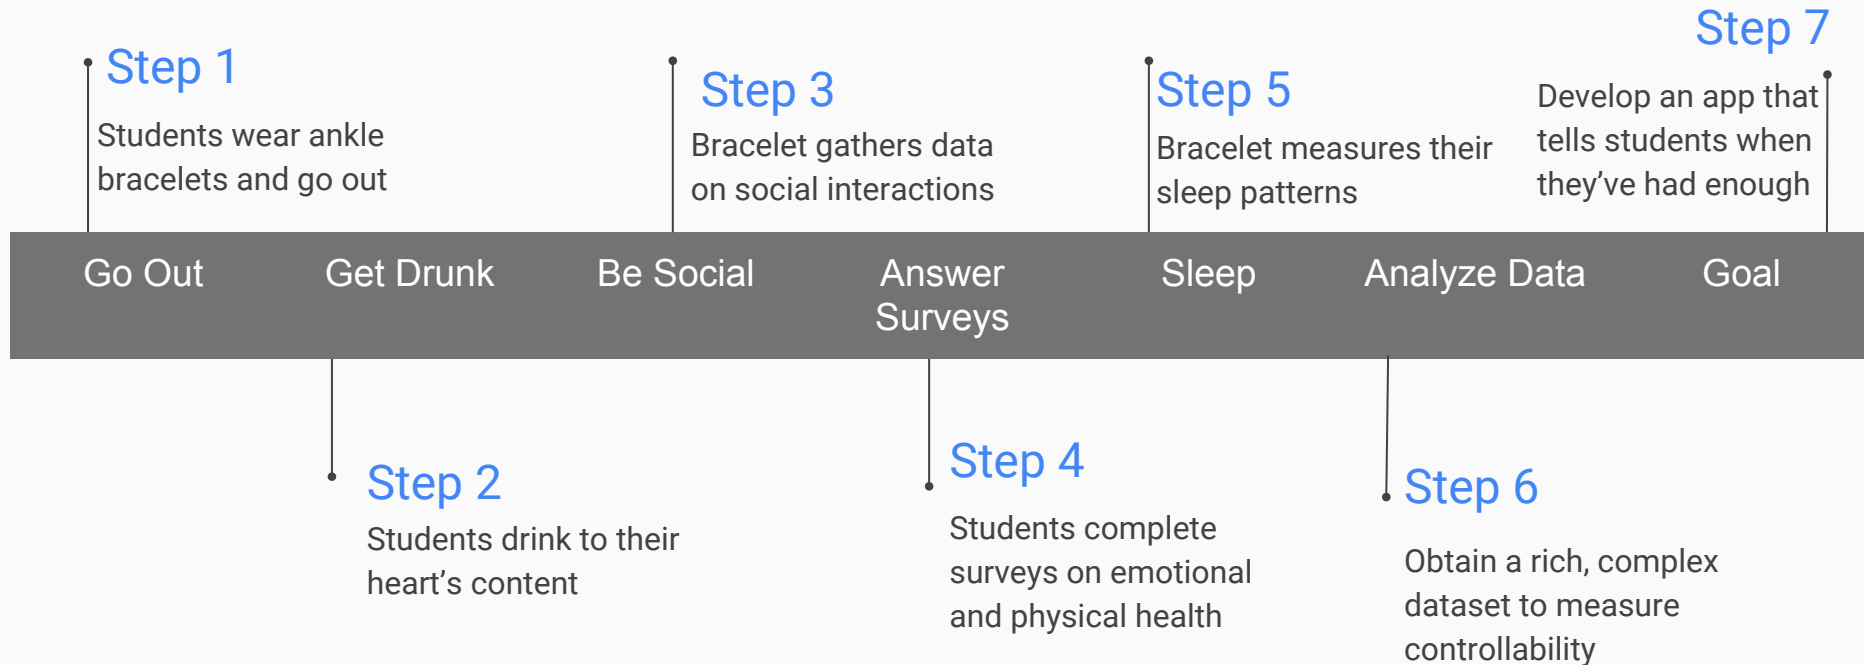 Step 1
Students wear ankle
bracelets and go out
Step 3
Bracelet gathers data
on social interactions
Step 5
Bracelet measures their
sleep patterns
Step 7
Develop an app that
tells students when
they’ve had enough
Go Out
Get Drunk
Be Social
Answer
Surveys
Sleep
Analyze Data
Goal
Step 2
Students drink to their
heart’s content
Step 4
Students complete
surveys on emotional
and physical health
Step 6
Obtain a rich, complex
dataset to measure
controllability